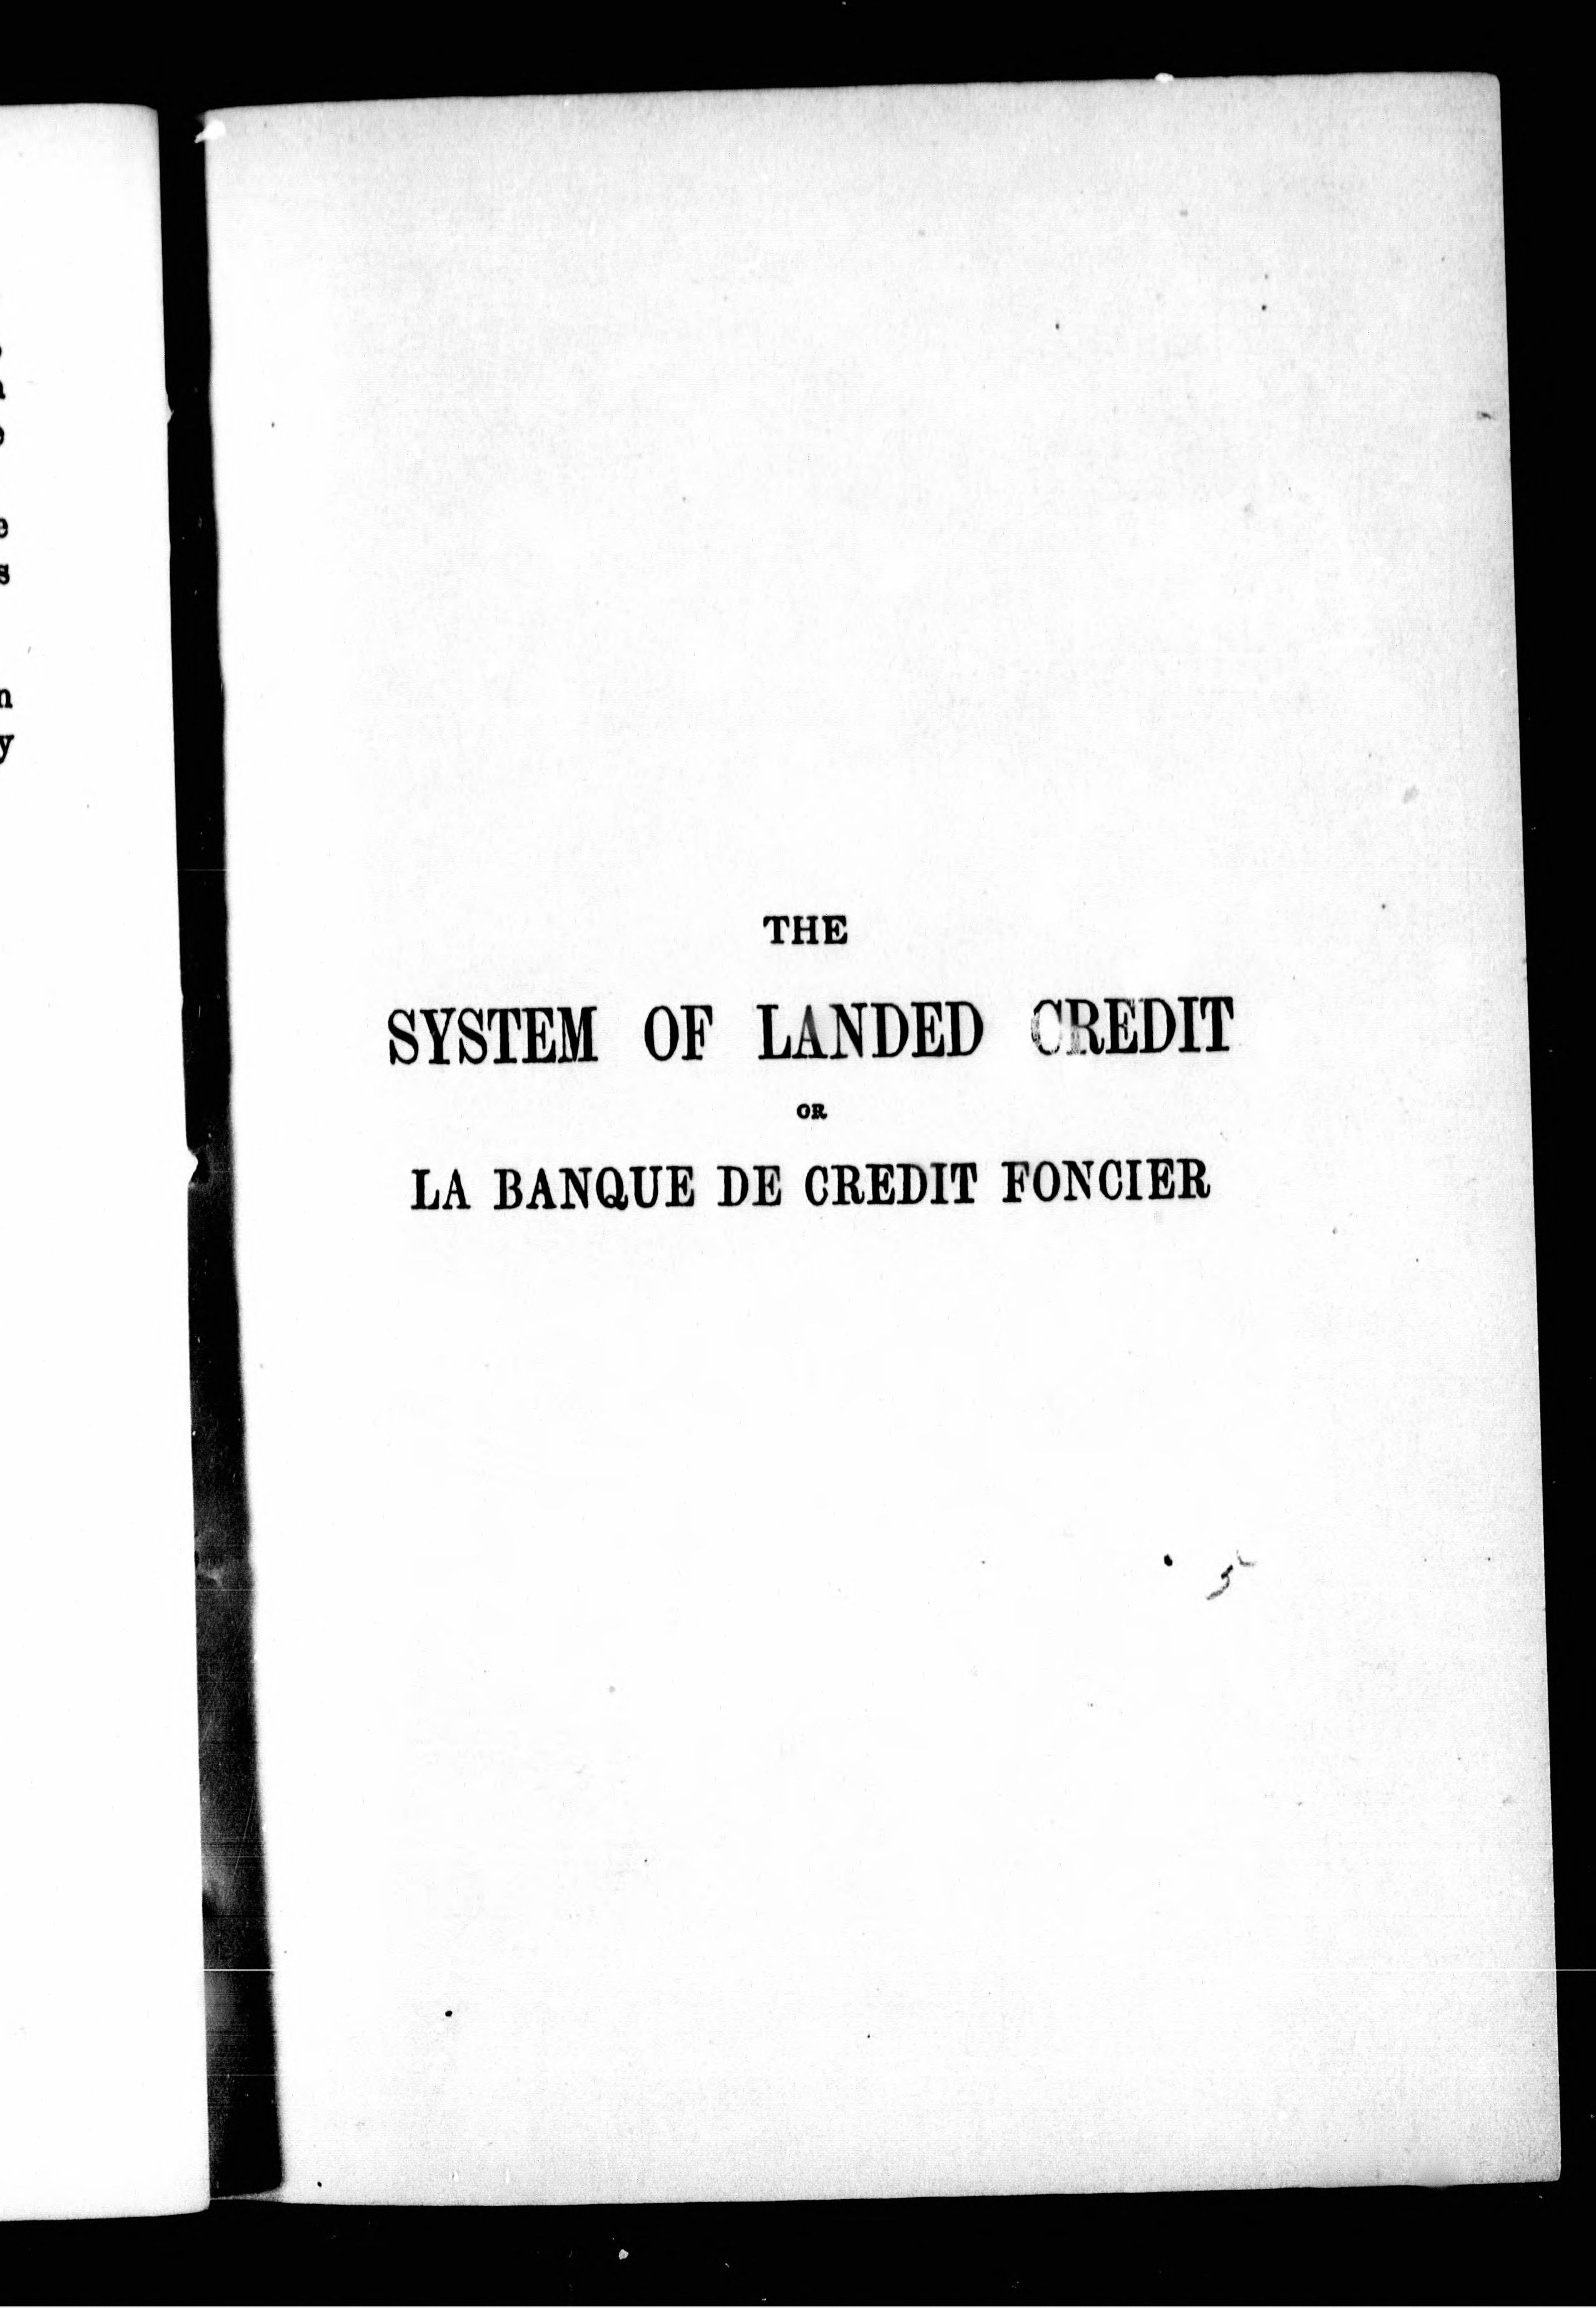 THE
SYSTEM OF LANDED CREDIT
OR
LA BANQUE DE CREDIT FONCIER